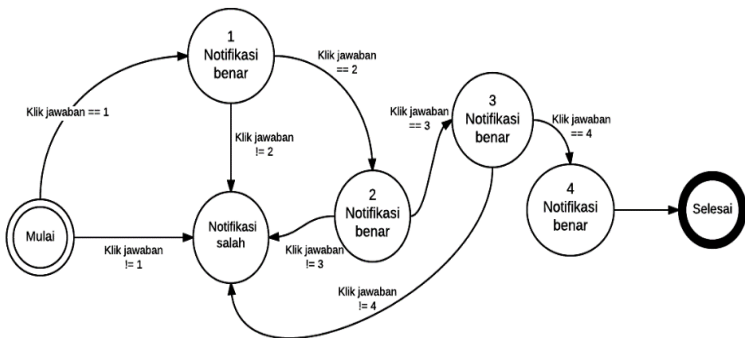 1
Notifikasi
benar
Klik jawaban
== 2
Klik jawaban == 1
Klik jawaban
!= 2
3
Notifikasi
benar
Klik jawaban
== 3
Klik jawaban
== 4
2
Notifikasi
benar
4
Notifikasi
benar
Selesai
Mulai
Notifikasi
salah
Klik jawaban
!= 1
Klik jawaban
!= 3
Klik jawaban
!= 4